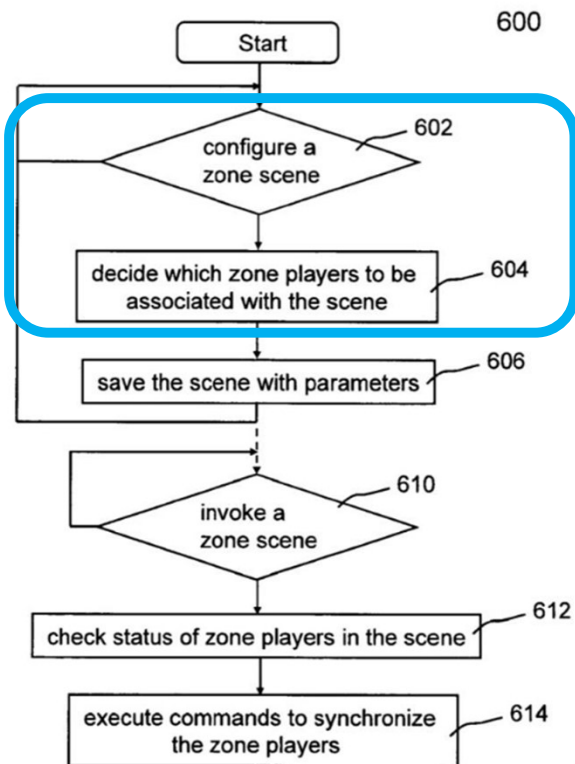 600
Start
602
configure a
zone scene
604
decide which zone players to be
associated with the scene
606
save the scene with parameters
610
invoke a
zone scene
612
check status of zone players in the scene
614
execute commands to synchronize
the zone players